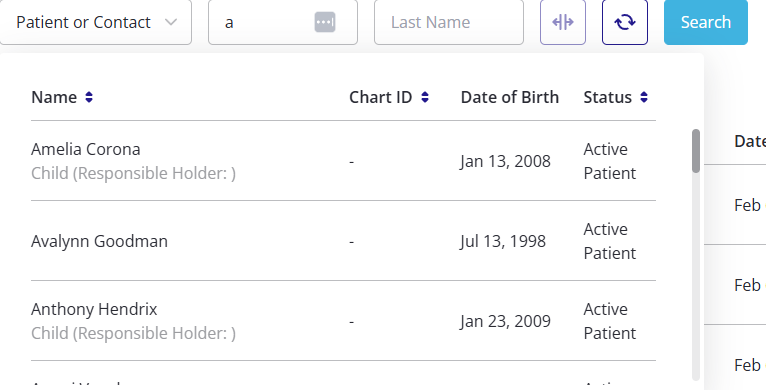 Patient or Contact a Last Name Search
Name Chart ID Date of Birth Status
Date
Amelia Corona
Child (Responsible Holder: )
-
Jan 13, 2008
Active
Patient
Feb
Avalynn Goodman
-
Jul 13, 1998
Active
Patient
Feb
Anthony Hendrix
Child (Responsible Holder: )
-
Jan 23, 2009
Active
Patient
Feb